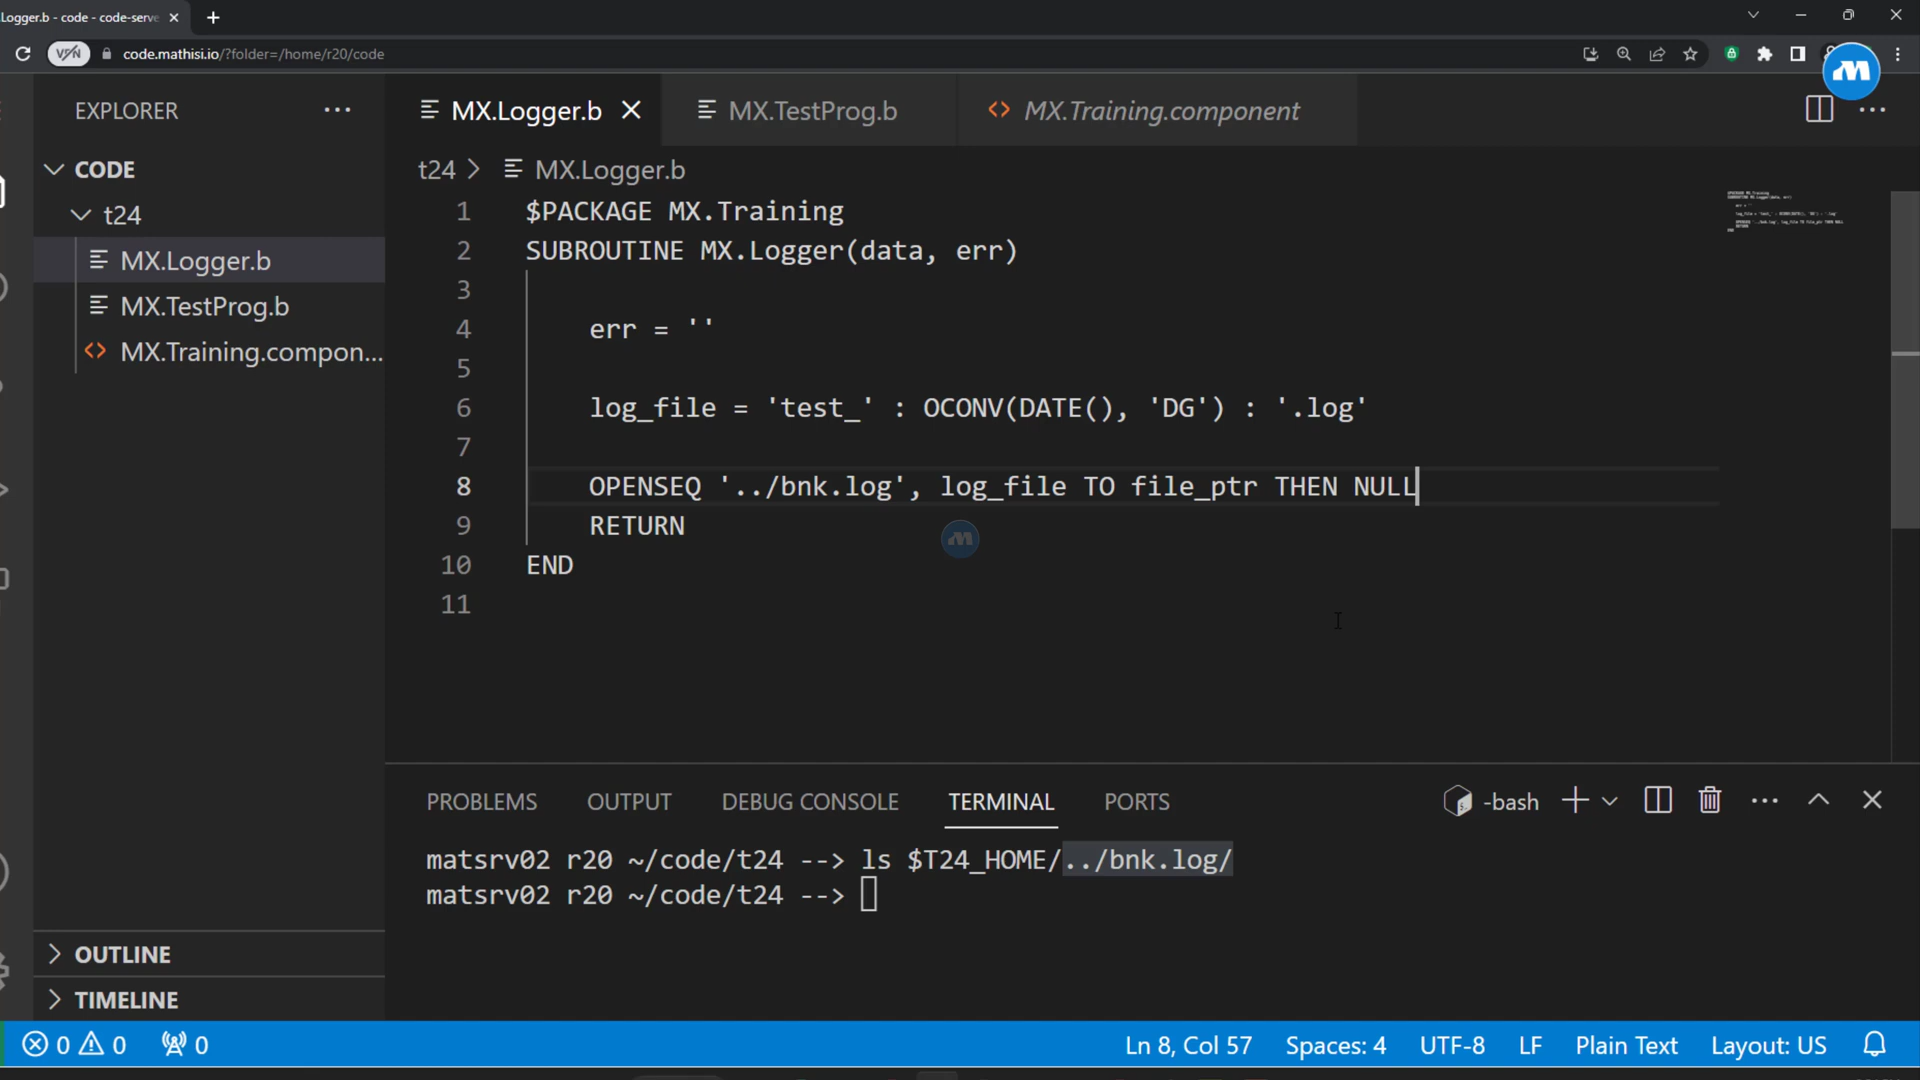 Logger.b - code - code-serve
code.mathisi.io/?folder=/home/r20/code
EXPLORER
CODE
t24
MX.Logger.b
MX.TestProg.b
MX.Training.compon...
OUTLINE
TIMELINE
MX.Logger.b
MX.TestProg.b
MX.Training.component
t24 > MX.Logger.b
1 $PACKAGE MX.Training
2 SUBROUTINE MX.Logger(data, err)
3
4 err = ''
5
6 log_file = 'test_' : OCONV(DATE(), 'DG') : '.log'
7
8 OPENSEQ '../bnk.log', log_file TO file_ptr THEN NULL
9 RETURN
10 END
11
PROBLEMS OUTPUT DEBUG CONSOLE TERMINAL PORTS
-bash
matsrv02 r20 ~/code/t24 --> ls $T24_HOME/../bnk.log/
matsrv02 r20 ~/code/t24 -->
0 0 0
Ln 8, Col 57 Spaces: 4 UTF-8 LF Plain Text Layout: US